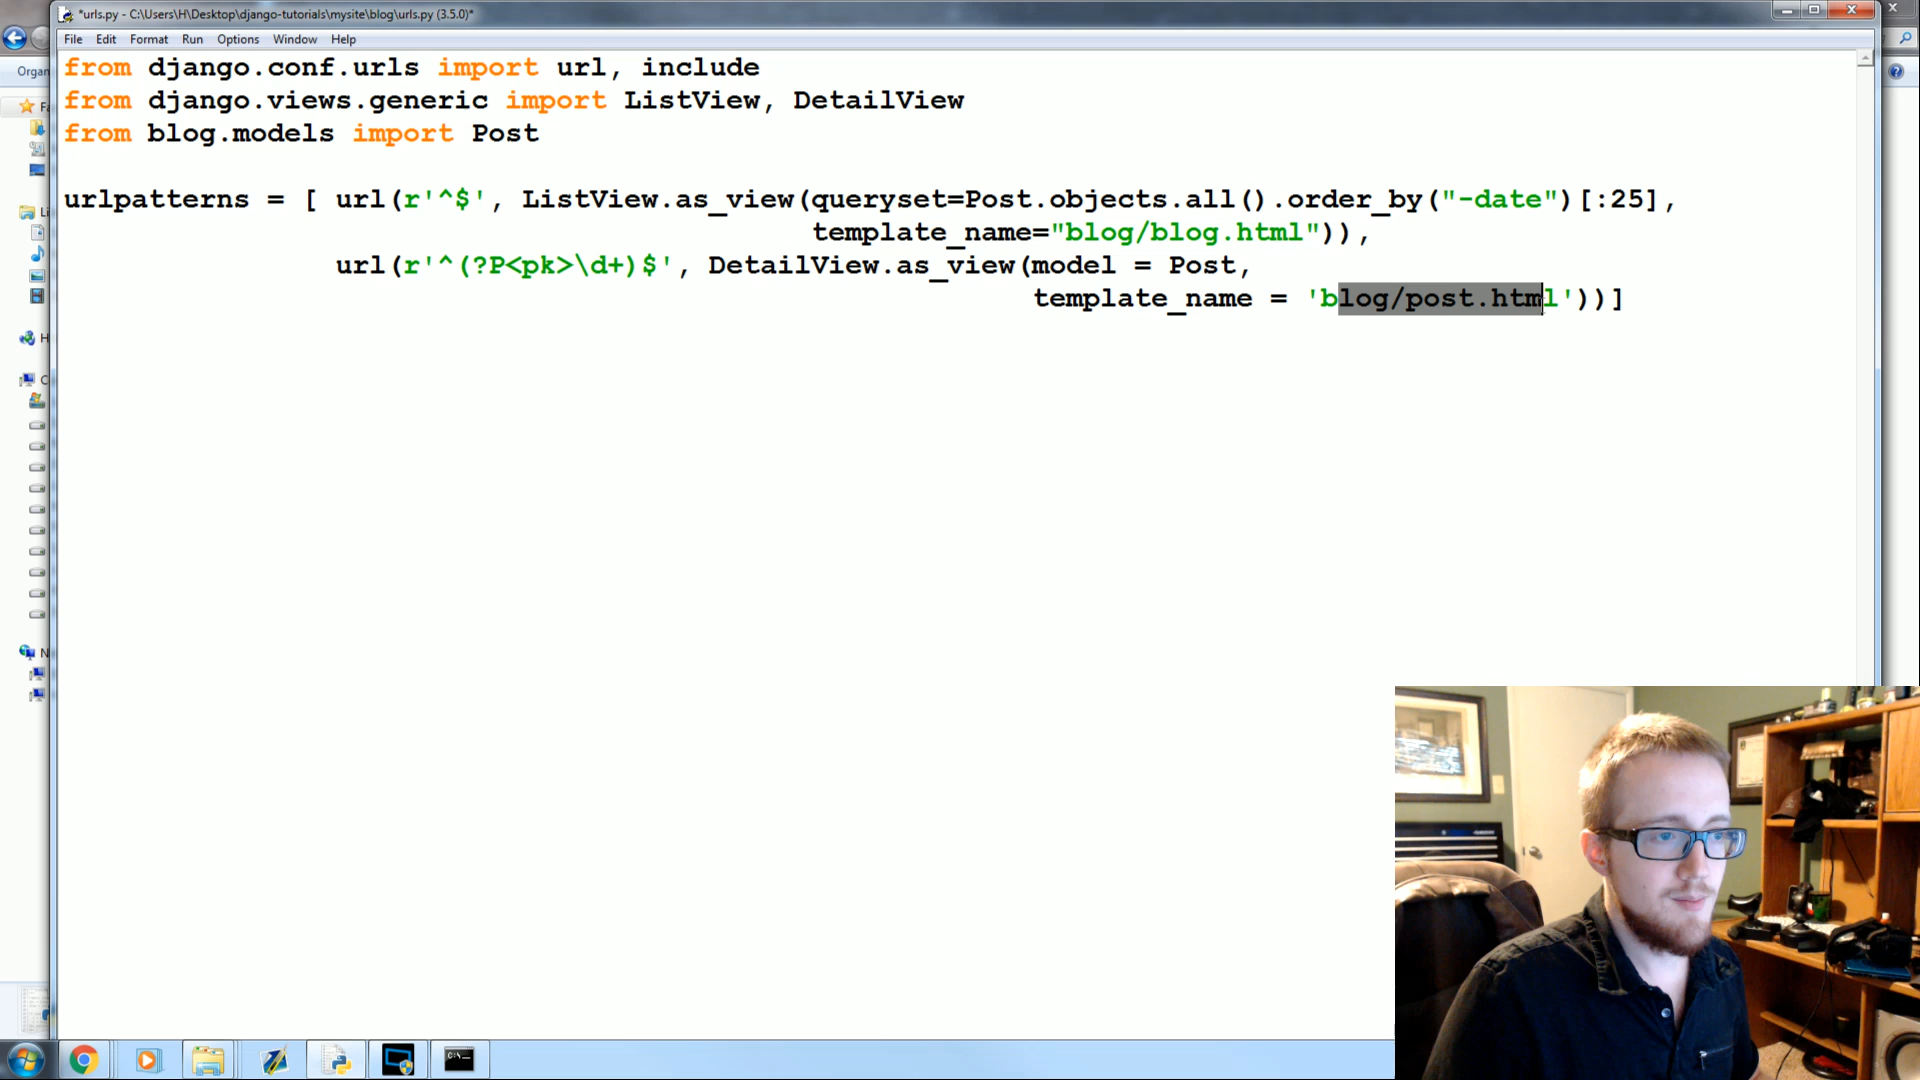 *urls.py - C:\Users\H\Desktop\django-tutorials\mysite\blog\urls.py (3.5.0)*
File Edit Format Run Options Window Help
Organ
from django.conf.urls import url, include
from django.views.generic import ListView, DetailView
from blog.models import Post
urlpatterns = [ url(r'^$', ListView.as_view(queryset=Post.objects.all().order_by("-date")[:25],
template_name="blog/blog.html")),
url(r'^(?P<pk>\d+)$', DetailView.as_view(model = Post,
template_name = 'blog/post.html'))]
Fa
Li
H
C
N